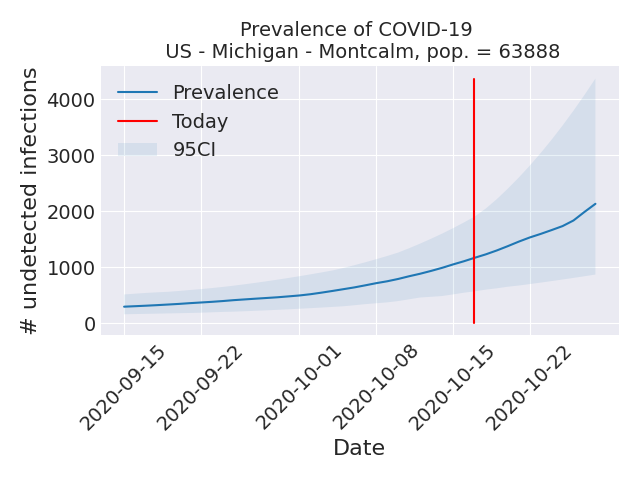 Prevalence of COVID-19
US - Michigan - Montcalm, pop. = 63888
# undetected infections
4000
3000
2000
1000
0
Prevalence
Today
95CI
2020-09-15
2020-09-22
2020-10-01
2020-10-08
2020-10-15
2020-10-22
Date